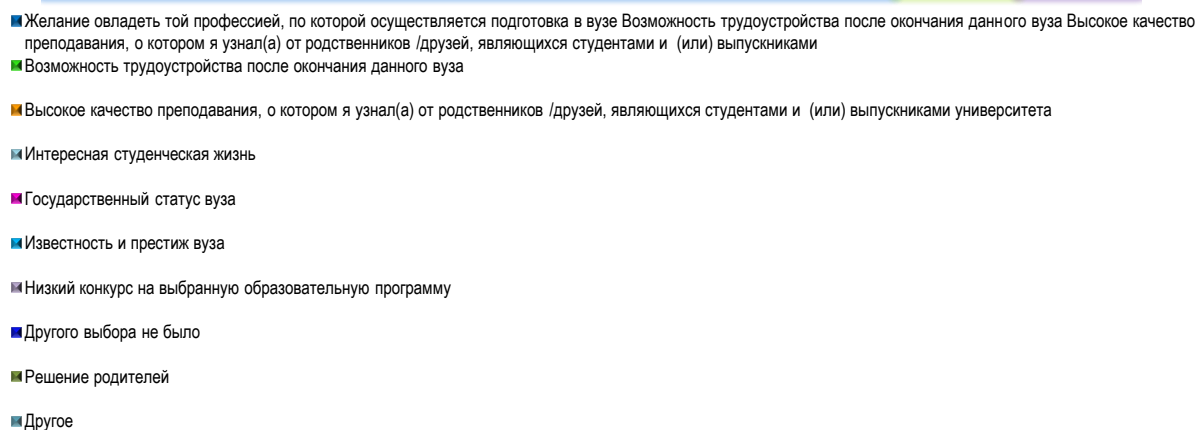 Желание овладеть той профессией, по которой осуществляется подготовка в вузе Возможность трудоустройства после окончания данного вуза Высокое качество
преподавания, о котором я узнал(а) от родственников /друзей, являющихся студентами и (или) выпускниками
Возможность трудоустройства после окончания данного вуза
Высокое качество преподавания, о котором я узнал(а) от родственников /друзей, являющихся студентами и (или) выпускниками университета
Интересная студенческая жизнь
Государственный статус вуза
Известность и престиж вуза
Низкий конкурс на выбранную образовательную программу
Другого выбора не было
Решение родителей
Другое